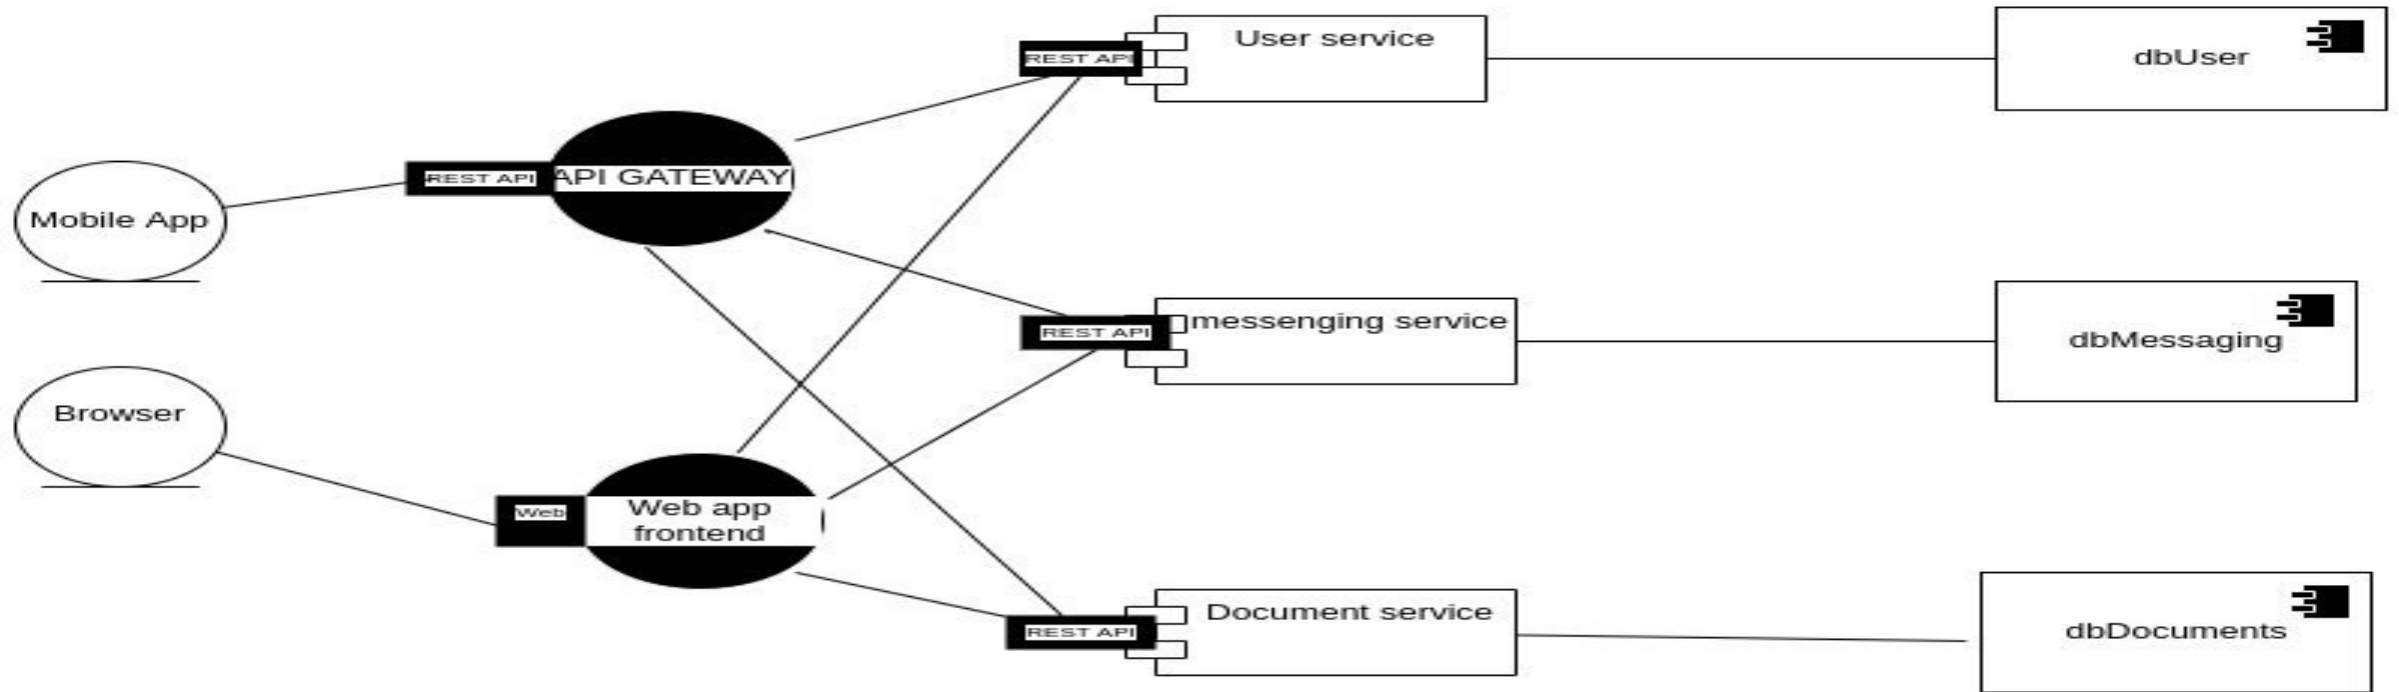 User service
dbUser
REST API
REST API
API GATEWAY
Mobile App
messenging service
REST API
dbMessaging
Browser
Web
Web app
frontend
Document service
REST API
dbDocuments